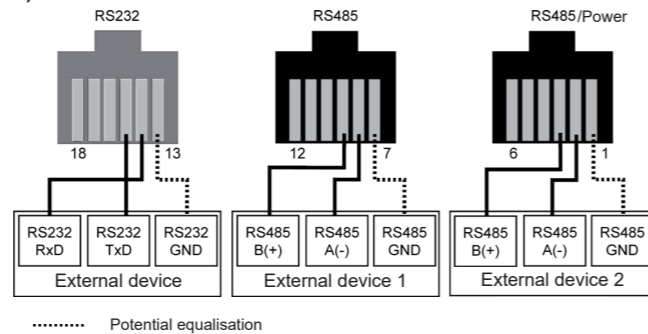 RS232 RS485 RS485/Power
18 13 12 7 6 1
RS232 RS232 RS232 RS485 RS485 RS485 RS485 RS485 RS485
RxD TxD GND B(+) A(-) GND B(+) A(-) GND
External device External device 1 External device 2
Potential equalisation